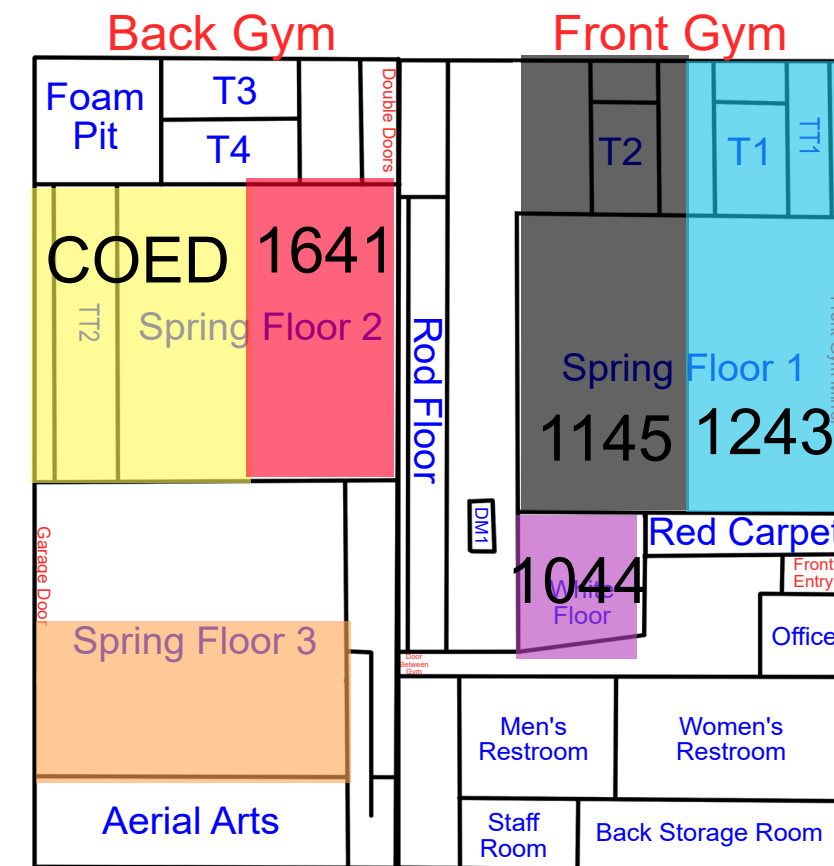 Back Gym
Front Gym
Foam
Pit
T3
T4
Double Doors
T2
T1
TT1
COED
1641
TT2
Spring Floor 2
Rod Floor
Spring Floor 1
1145
1243
Garage Door
DM1
Red Carpet
1044
White
Floor
Front
Entry
Office
Spring Floor 3
Door
Between
Gym
Men's
Restroom
Women's
Restroom
Aerial Arts
Staff
Room
Back Storage Room